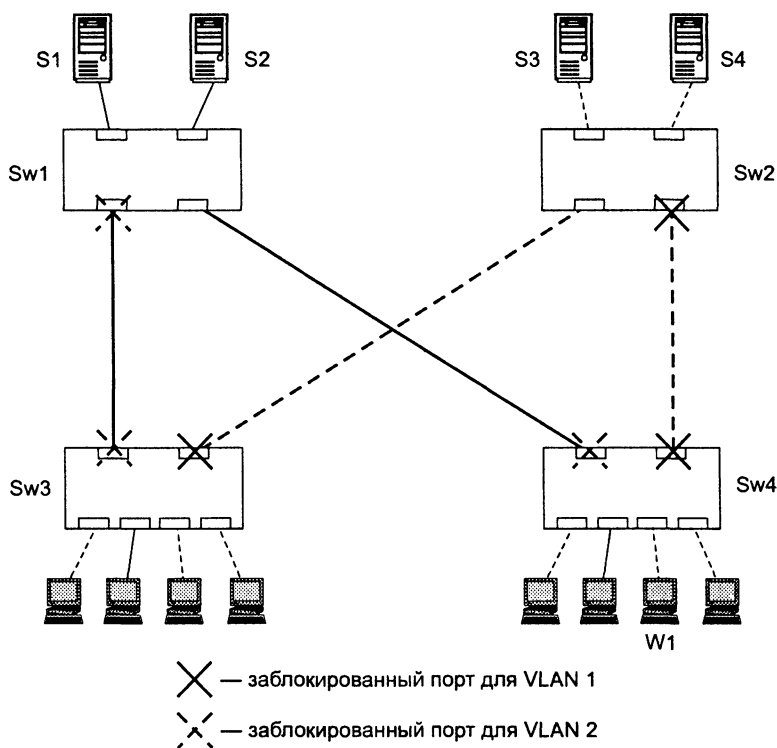 S1
S2
S3
S4
Sw1
Sw2
Sw3
Sw4
W1
— заблокированный порт для VLAN 1
— заблокированный порт для VLAN 2